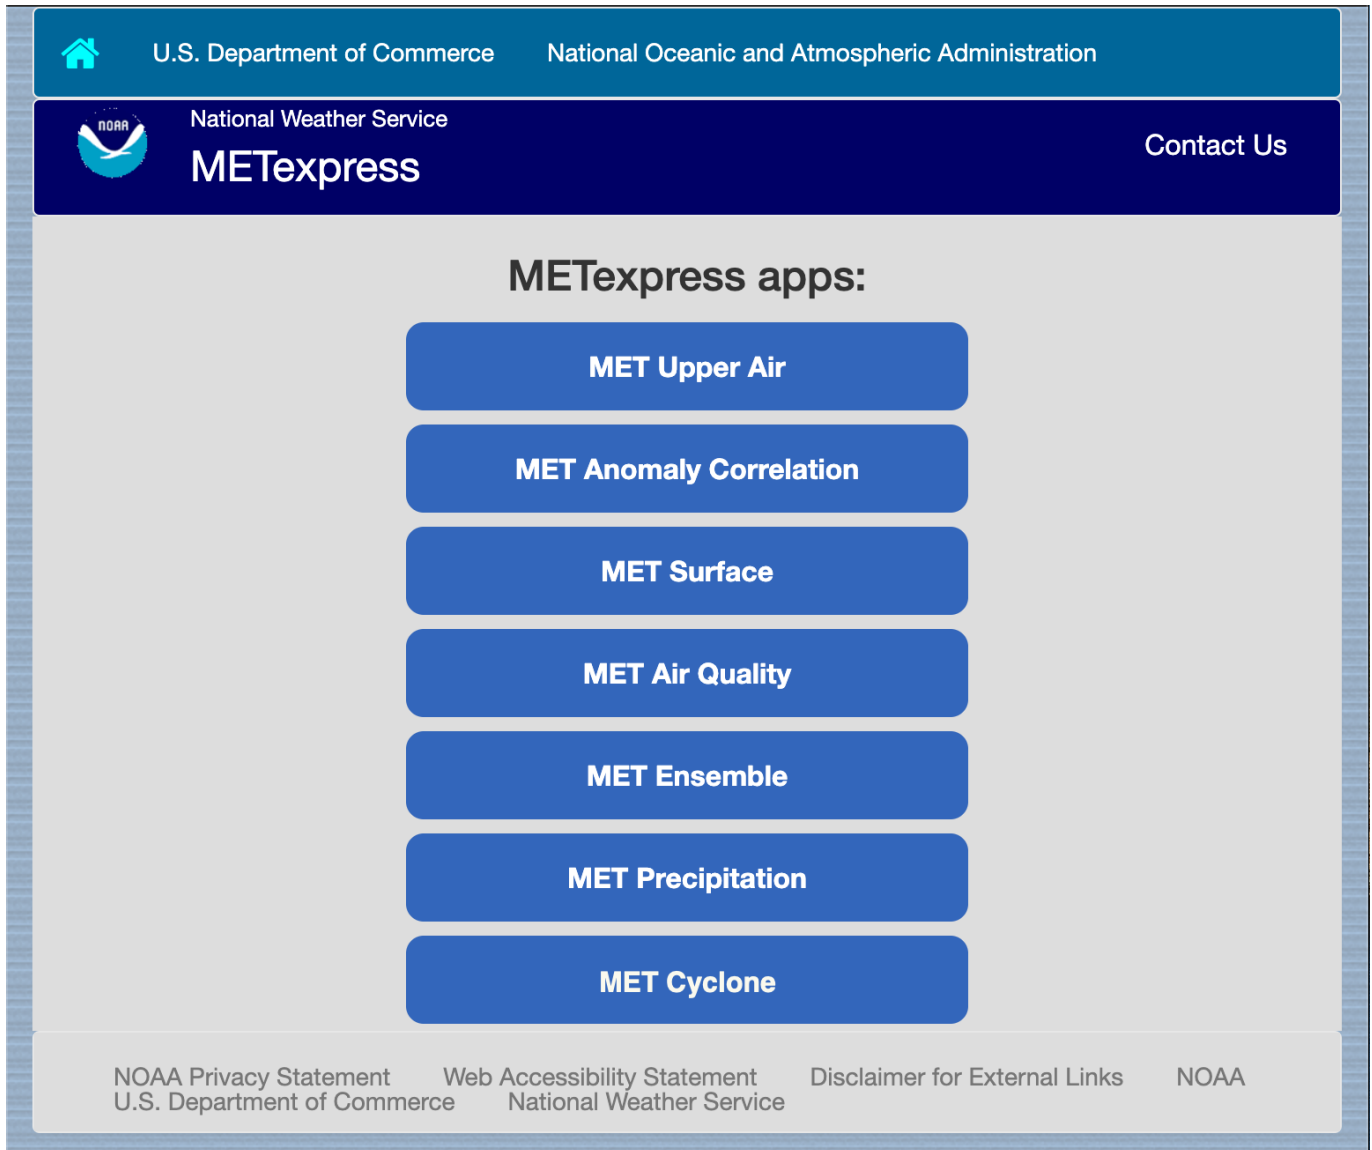 U.S. Department of Commerce National Oceanic and Atmospheric Administration
NOAA
National Weather Service
METexpress
Contact Us
METexpress apps:
MET Upper Air
MET Anomaly Correlation
MET Surface
MET Air Quality
MET Ensemble
MET Precipitation
MET Cyclone
NOAA Privacy Statement Web Accessibility Statement Disclaimer for External Links NOAA
U.S. Department of Commerce National Weather Service